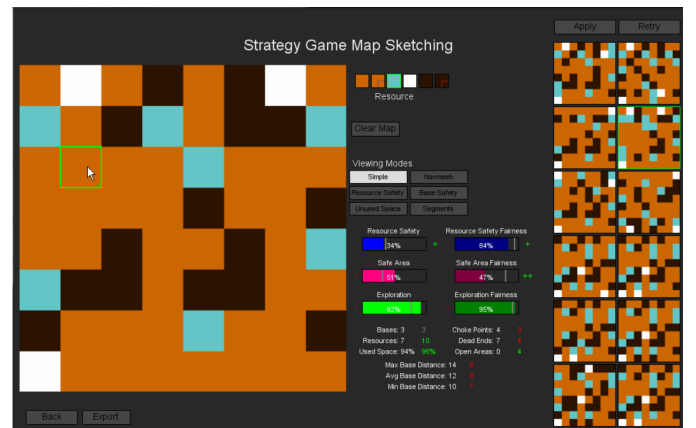 Apply Retry
Strategy Game Map Sketching
Resource
Clear Map
Viewing Modes
Simple Navmesh
Resource Safety Base Safety
Unused Space Segments
Resource Safety Resource Safety Fairness
34% + 84% +
Safe Area Safe Area Fairness
- 51% 47% ++
Exploration Exploration Fairness
- 92% - 95%
Bases: 3 3 Choke Points: 4 3
Resources: 7 10 Dead Ends: 7 4
Used Space: 94% 98% Open Areas: 0 4
Max Base Distance: 14
Avg Base Distance: 12
Min Base Distance: 10
Back Export